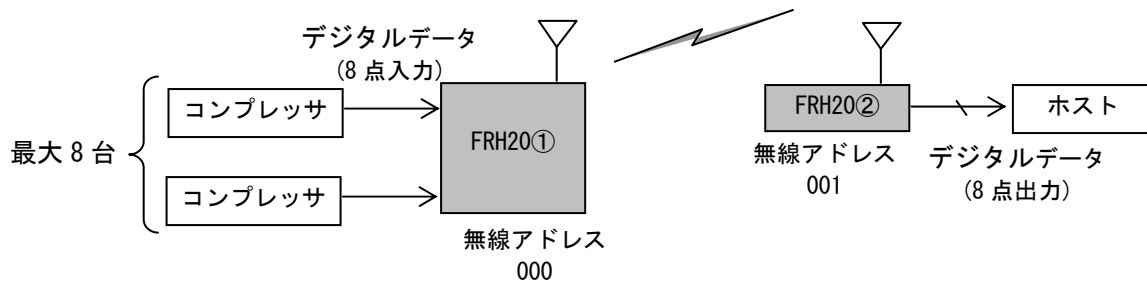 デジタルデータ
(8 点入力)
コンプレッサ
最大 8 台
コンプレッサ
FRH20①
無線アドレス
000
FRH20②
無線アドレス
001
ホスト
デジタルデータ
(8 点出力)